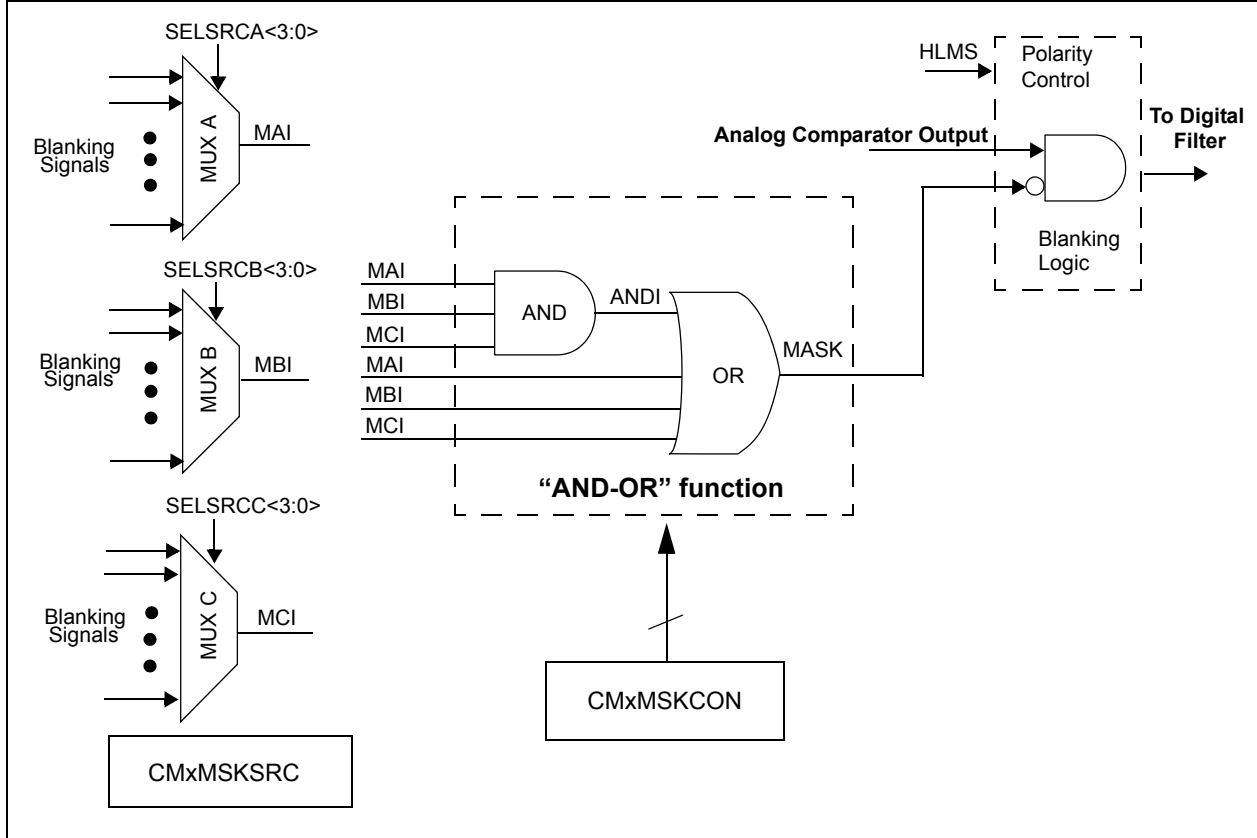 SELSRCA<3:0>
Blanking
Signals
MUX A
MAI
SELSRCB<3:0>
Blanking
Signals
MUX B
MBI
SELSRCC<3:0>
Blanking
Signals
MUX C
MCI
CMxMSKSRC
MAI
MBI
MCI
MAI
MBI
MCI
AND
ANDI
OR
MASK
“AND-OR” function
CMxMSKCON
HLMS
Polarity
Control
Analog Comparator Output
Blanking
Logic
To Digital
Filter